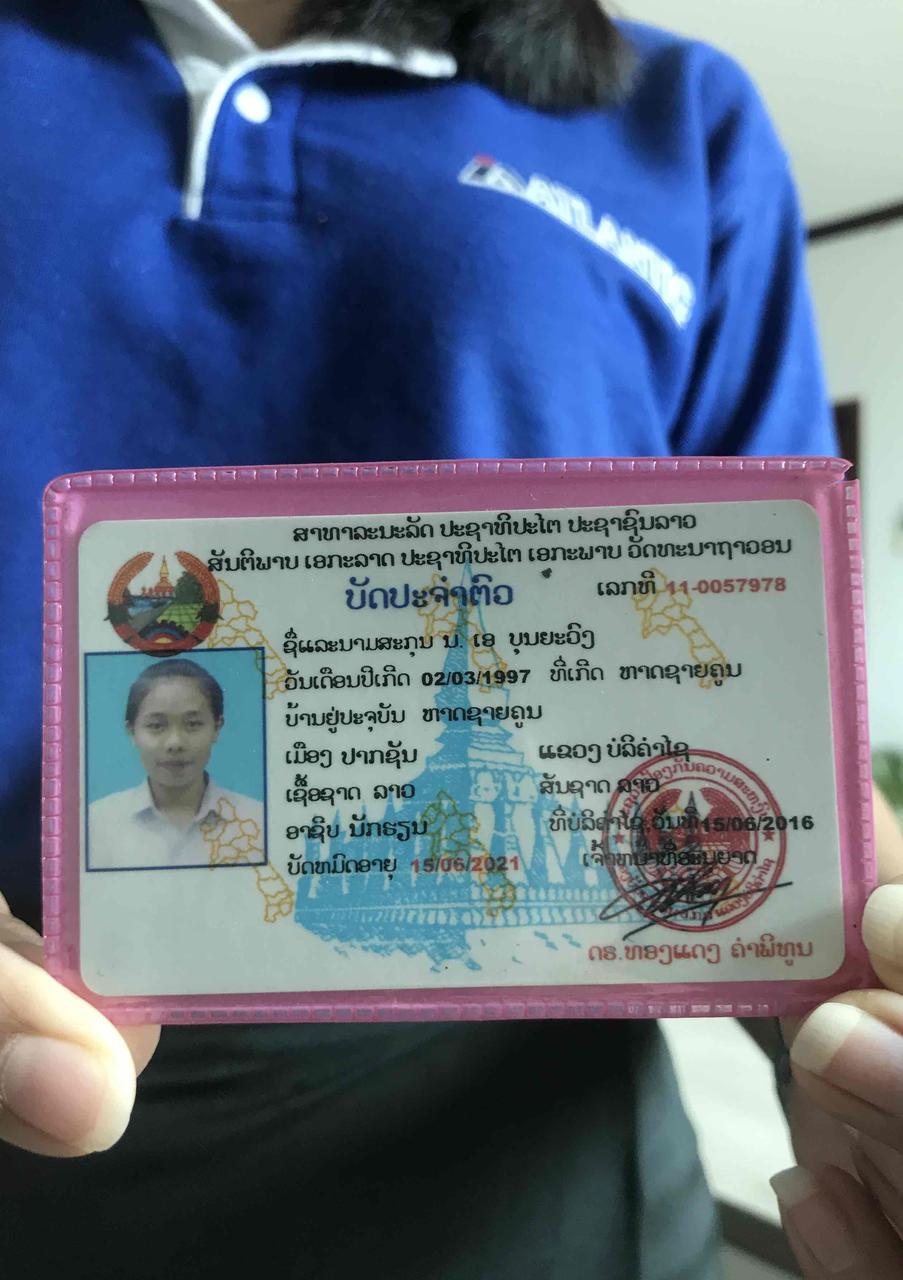 ATLANTIC
ສາທາລະນະລັດ ປະຊາທິປະໄຕ ປະຊາຊົນລາວ
ສັນຕິພາບ ເອກະລາດ ປະຊາທິປະໄຕ ເອກະພາບ ວັດທະນາຖາວອນ
ບັດປະຈຳຕົວ ເລກທີ 11-0057978
ຊື່ແລະນາມສະກຸນ ນ. ເອ ບຸນຍະວົງ
ວັນເດືອນປີເກີດ 02/03/1997 ທີ່ເກີດ ຫາດຊາຍຄູນ
ບ້ານຢູ່ປະຈຸບັນ ຫາດຊາຍຄູນ
ເມືອງ ປາກຊັນ ແຂວງ ບໍລິຄຳໄຊ
ເຊື້ອຊາດ ລາວ ສັນຊາດ ລາວ
ອາຊີບ ນັກຮຽນ ທີ່ບໍລິຄຳໄຊ,ວັນທີ15/06/2016
ບັດຫມົດອາຍຸ 15/06/2021 ເຈົ້າຫນ້າທີ່ອະນຸຍາດ
ດຣ.ທອງແດງ ຄຳພິທູນ